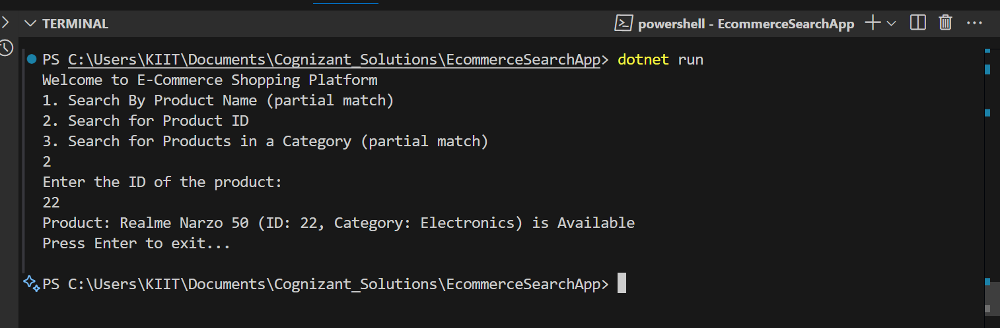 TERMINAL
powershell - EcommerceSearchApp
PS C:\Users\KIIT\Documents\Cognizant_Solutions\EcommerceSearchApp> dotnet run
Welcome to E-Commerce Shopping Platform
1. Search By Product Name (partial match)
2. Search for Product ID
3. Search for Products in a Category (partial match)
2
Enter the ID of the product:
22
Product: Realme Narzo 50 (ID: 22, Category: Electronics) is Available
Press Enter to exit...
PS C:\Users\KIIT\Documents\Cognizant_Solutions\EcommerceSearchApp>